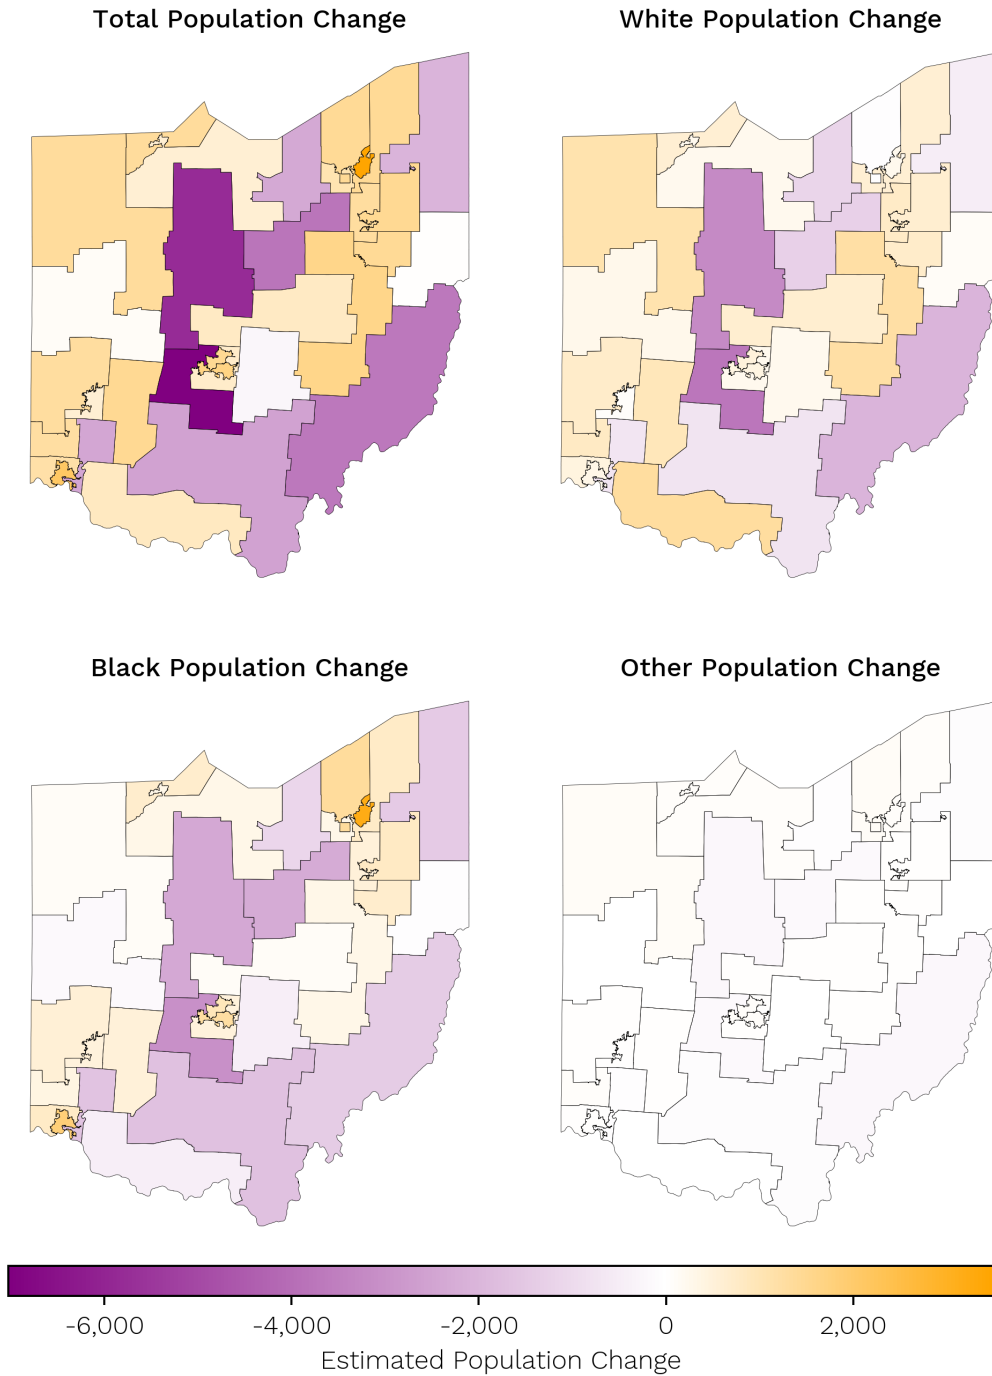 Total Population Change
White Population Change
Black Population Change
Other Population Change
-6,000
-4,000
-2,000
0
2,000
Estimated Population Change